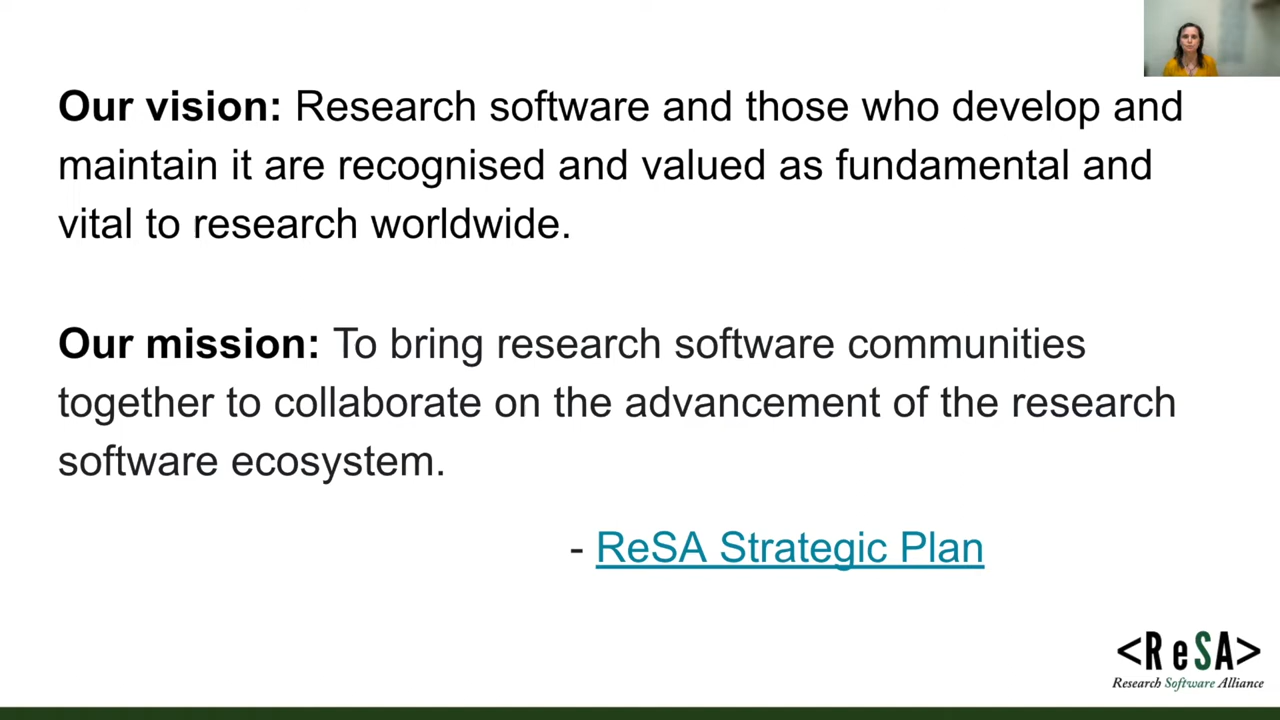 Our vision: Research software and those who develop and
maintain it are recognised and valued as fundamental and
vital to research worldwide.
Our mission: To bring research software communities
together to collaborate on the advancement of the research
software ecosystem.
- ReSA Strategic Plan
<ReSA>
Research Software Alliance